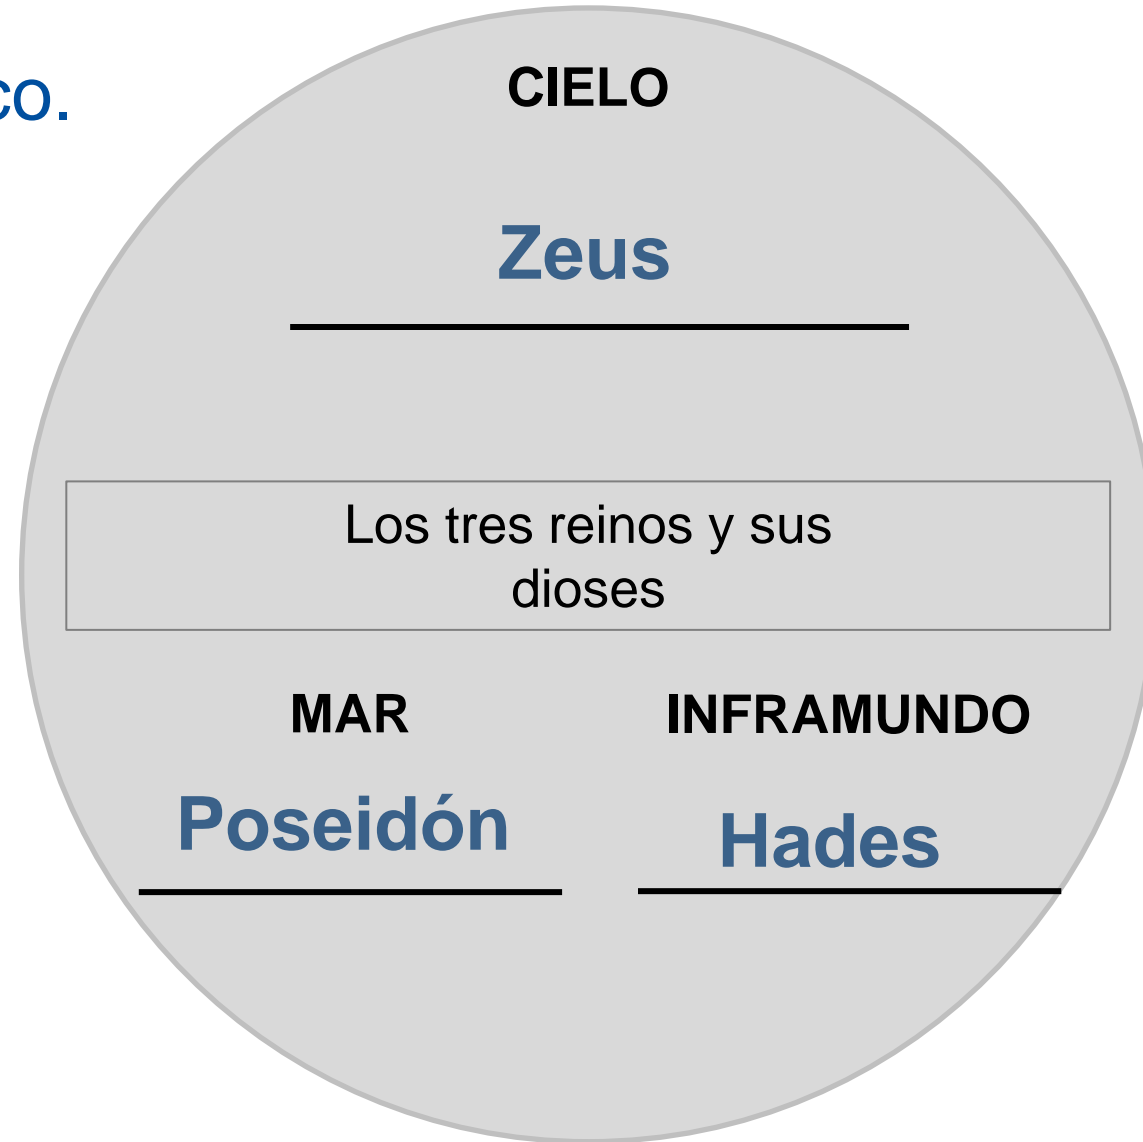 co.
CIELO
Zeus
Los tres reinos y sus
dioses
MAR
INFRAMUNDO
Poseidón
Hades